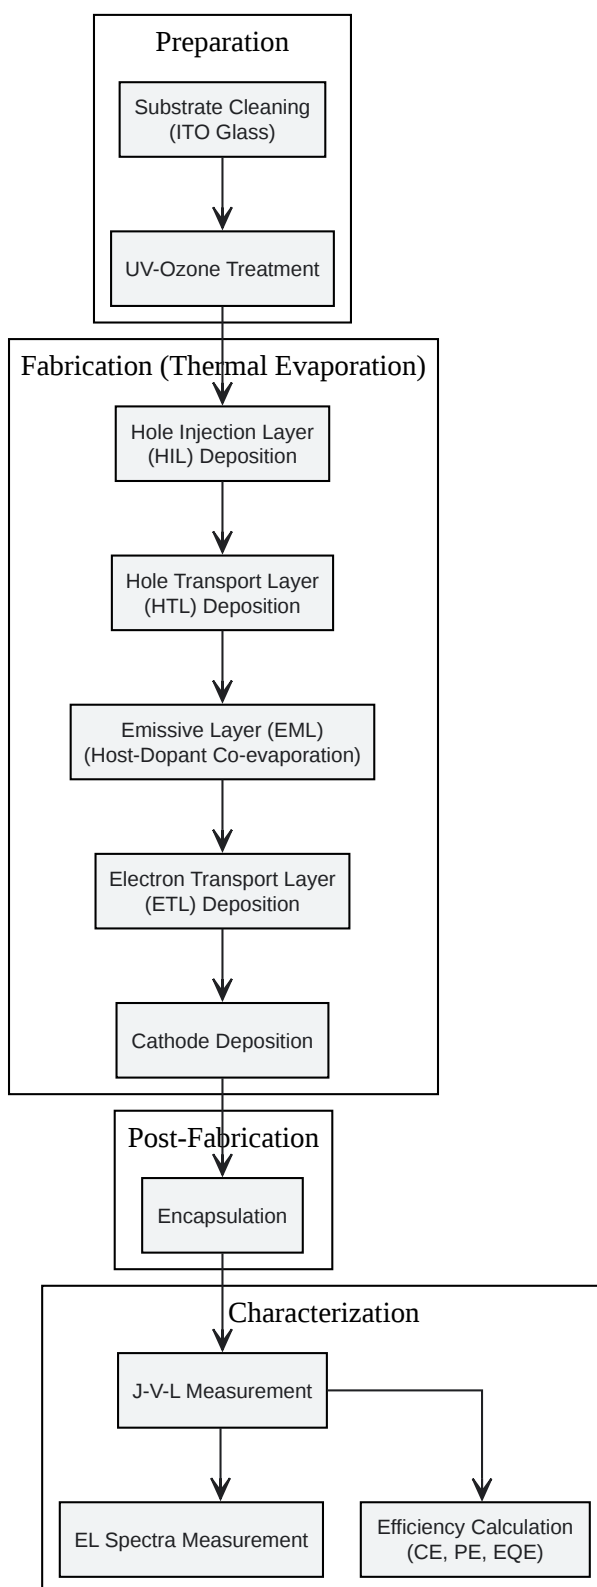 Preparation
Substrate Cleaning
(ITO Glass)
UV-Ozone Treatment
Fabrication (Thermal Evaporation)
Hole Injection Layer
(HIL) Deposition
Hole Transport Layer
(HTL) Deposition
Emissive Layer (EML)
(Host-Dopant Co-evaporation)
Electron Transport Layer
(ETL) Deposition
Cathode Deposition
Post-Fabrication
Encapsulation
Characterization
J-V-L Measurement
EL Spectra Measurement
Efficiency Calculation
(CE, PE, EQE)